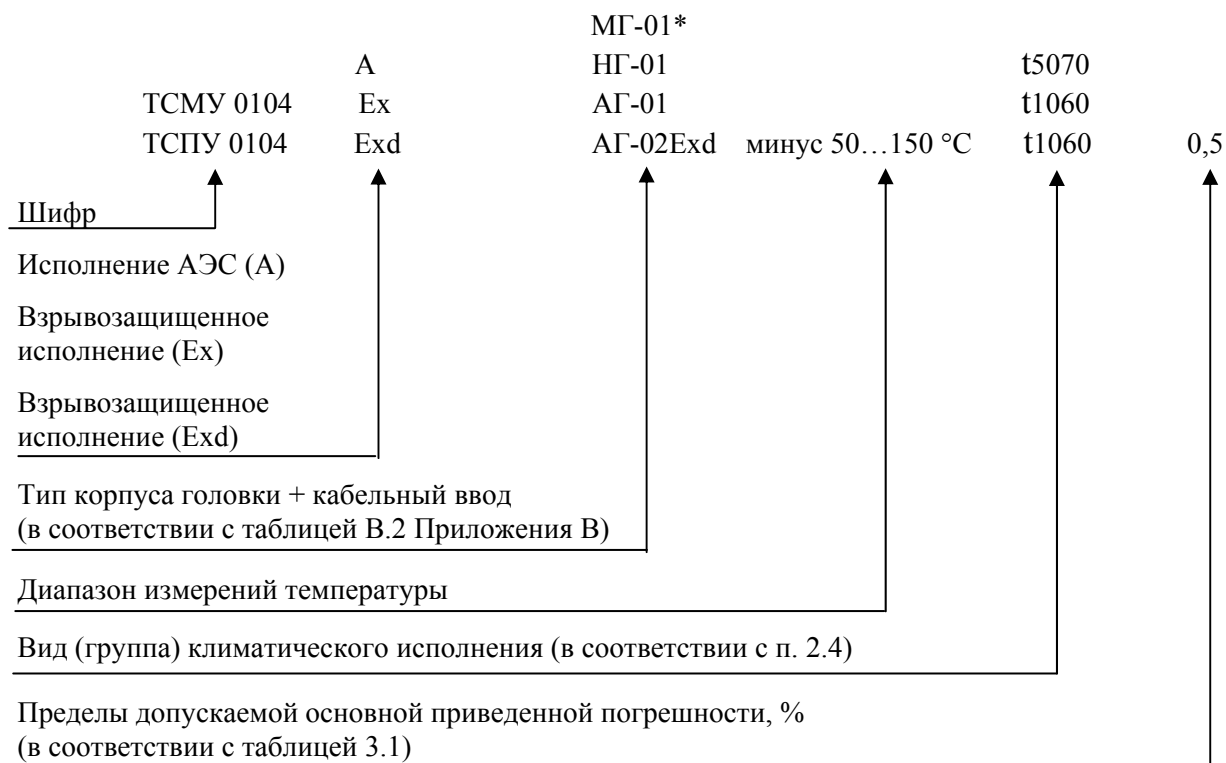 МГ-01*
А НГ-01 t5070
ТСМУ 0104 Ех АГ-01 t1060
ТСПУ 0104 Exd АГ-02Exd минус 50…150 °С t1060 0,5
Шифр
Исполнение АЭС (А)
Взрывозащищенное
исполнение (Ех)
Взрывозащищенное
исполнение (Exd)
Тип корпуса головки + кабельный ввод
(в соответствии с таблицей В.2 Приложения В)
Диапазон измерений температуры
Вид (группа) климатического исполнения (в соответствии с п. 2.4)
Пределы допускаемой основной приведенной погрешности, %
(в соответствии с таблицей 3.1)